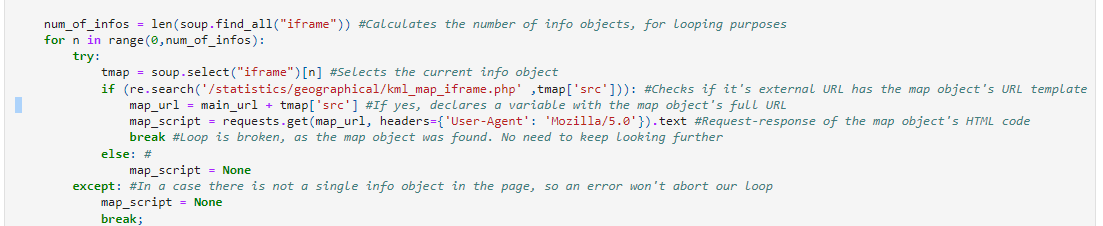 num_of_infos = len(soup.find_all("iframe")) #Calculates the number of info objects, for looping purposes
for n in range(0,num_of_infos):
    try:
        tmap = soup.select("iframe")[n] #Selects the current info object
        if (re.search('/statistics/geographical/kml_map_iframe.php' ,tmap['src'])): #Checks if it's external URL has the map object's URL template
            map_url = main_url + tmap['src'] #If yes, declares a variable with the map object's full URL
            map_script = requests.get(map_url, headers={'User-Agent': 'Mozilla/5.0'}).text #Request-response of the map object's HTML code
            break #Loop is broken, as the map object was found. No need to keep looking further
        else: #
            map_script = None
    except: #In a case there is not a single info object in the page, so an error won't abort our loop
        map_script = None
        break;